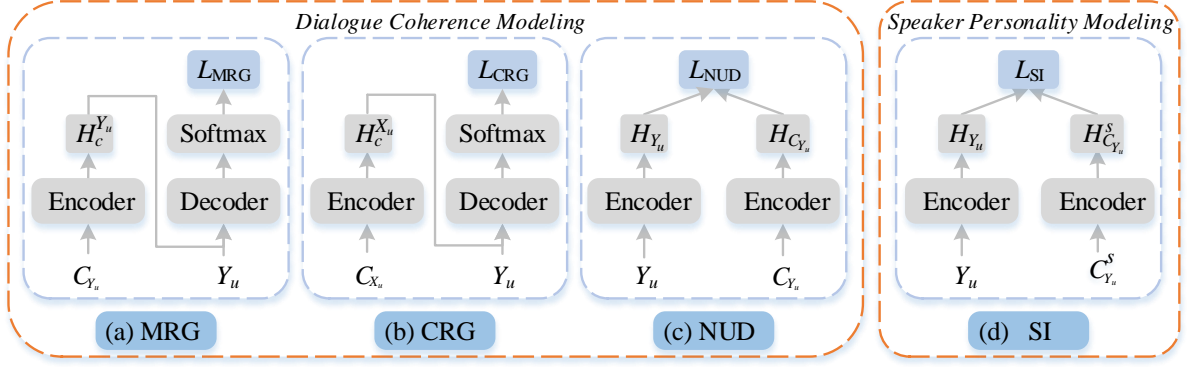 Dialogue Coherence Modeling
Speaker Personality Modeling
L_MRG
H_c^{Y_u}
Softmax
Encoder
Decoder
C_{Y_u}
Y_u
(a) MRG
L_CRG
H_c^{X_u}
Softmax
Encoder
Decoder
C_{X_u}
Y_u
(b) CRG
L_NUD
H_{Y_u}
H_{C_{Y_u}}
Encoder
Encoder
Y_u
C_{Y_u}
(c) NUD
L_SI
H_{Y_u}
H_{C_{Y_u}}^s
Encoder
Encoder
Y_u
C_{Y_u}^s
(d) SI